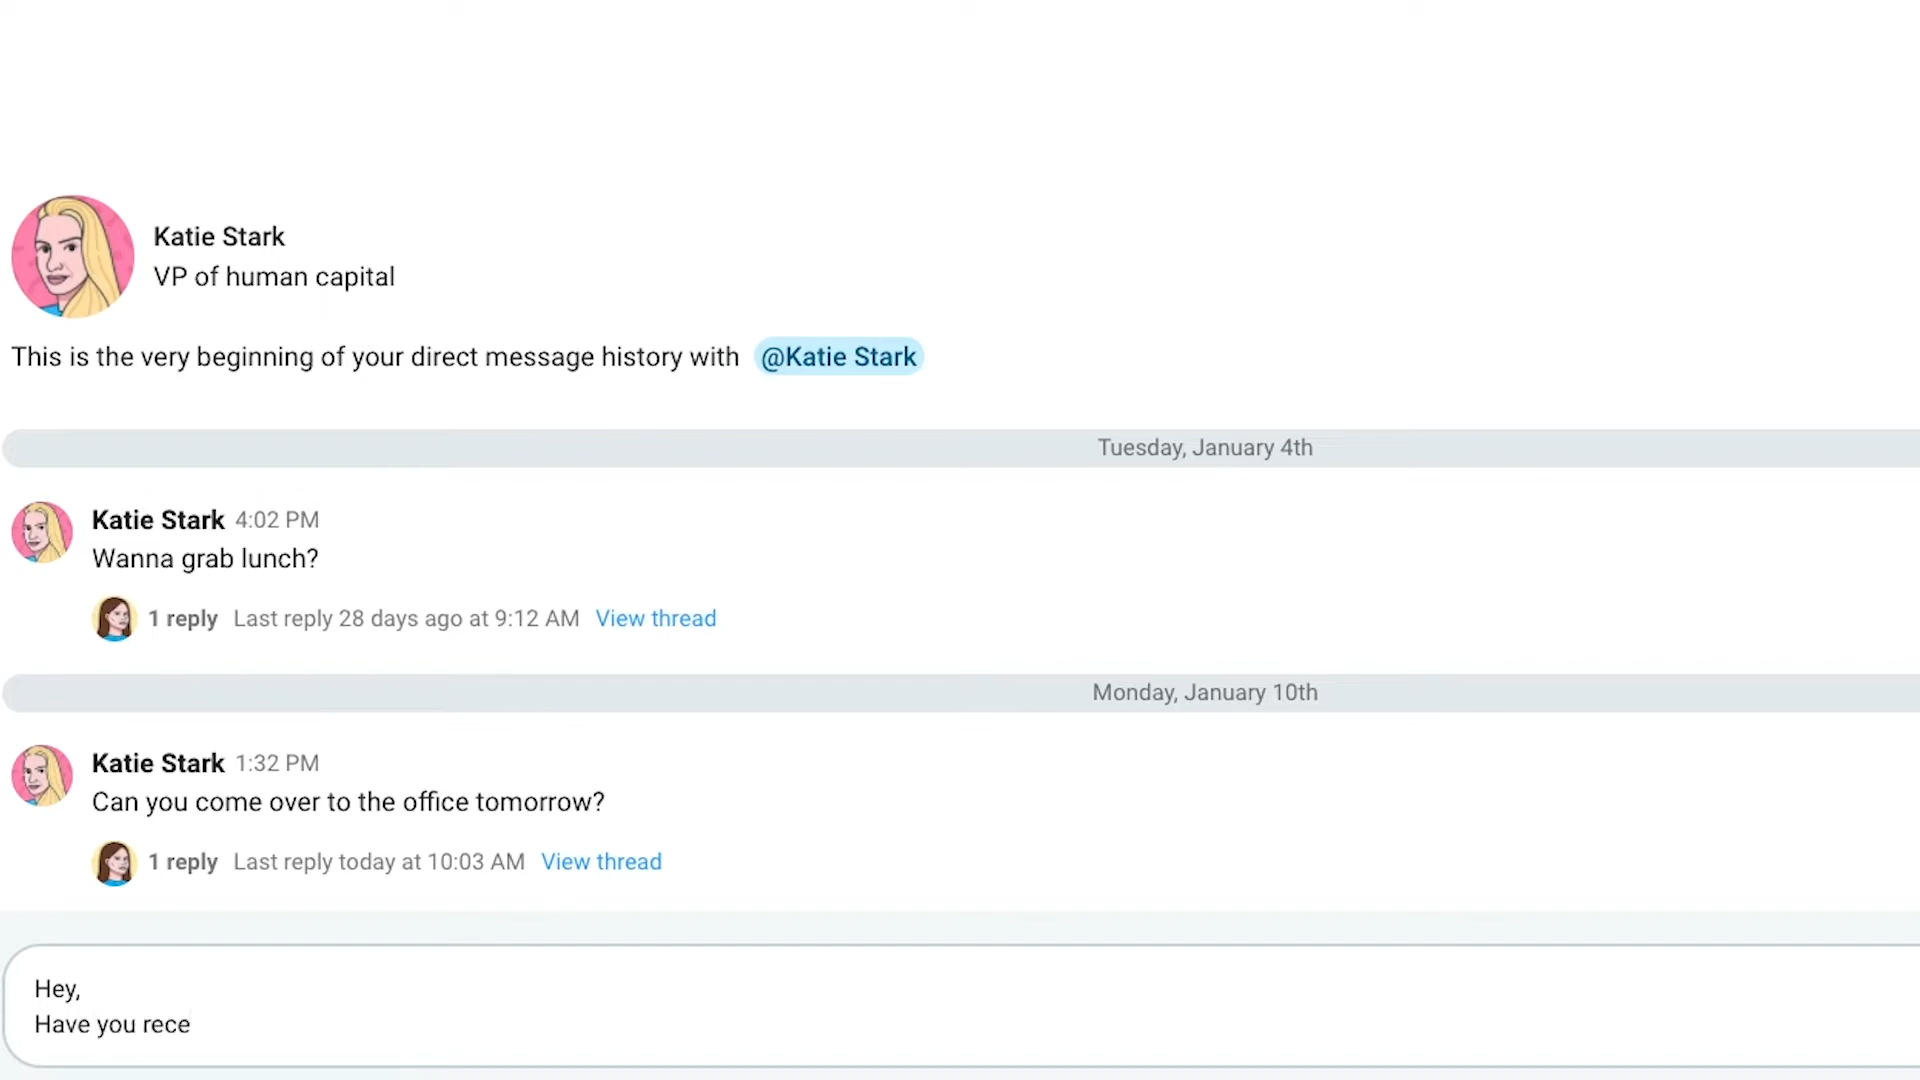 Katie Stark
VP of human capital
This is the very beginning of your direct message history with @Katie Stark
Tuesday, January 4th
Katie Stark 4:02 PM
Wanna grab lunch?
1 reply Last reply 28 days ago at 9:12 AM View thread
Monday, January 10th
Katie Stark 1:32 PM
Can you come over to the office tomorrow?
1 reply Last reply today at 10:03 AM View thread
Hey,
Have you rece